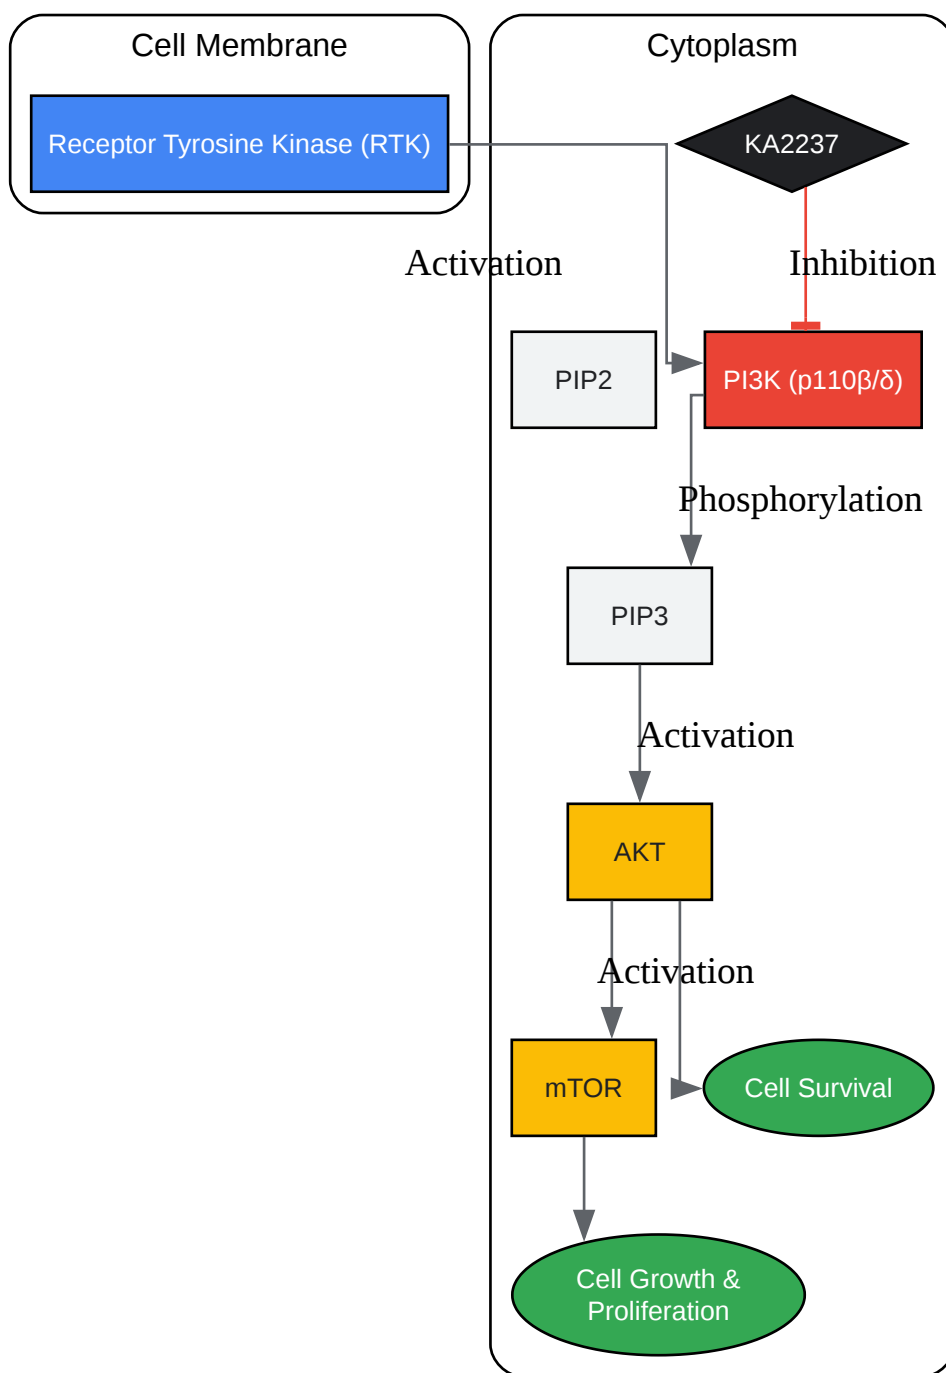 Cell Membrane
Cytoplasm
Receptor Tyrosine Kinase (RTK)
KA2237
Activation
Inhibition
PIP2
PI3K (p110β/δ)
Phosphorylation
PIP3
Activation
AKT
Activation
mTOR
Cell Survival
Cell Growth &
Proliferation